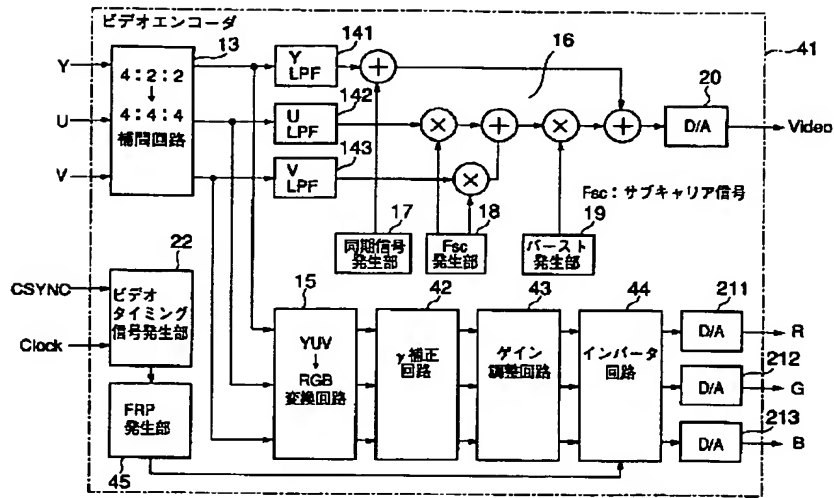 ビデオエンコーダ
13
141
16
41
Y
4:2:2
↓
4:4:4
補間回路
Y
LPF
+
142
20
U
U
LPF
×
+
×
+
D/A
Video
143
V
V
LPF
×
Fsc:サブキャリア信号
17
18
19
同期信号
発生部
Fsc
発生部
バースト
発生部
22
CSYNC
ビデオ
タイミング
信号発生部
Clock
15
42
43
44
211
YUV
↓
RGB
変換回路
γ補正
回路
ゲイン
調整回路
インバータ
回路
D/A
R
212
D/A
G
213
D/A
B
FRP
発生部
45